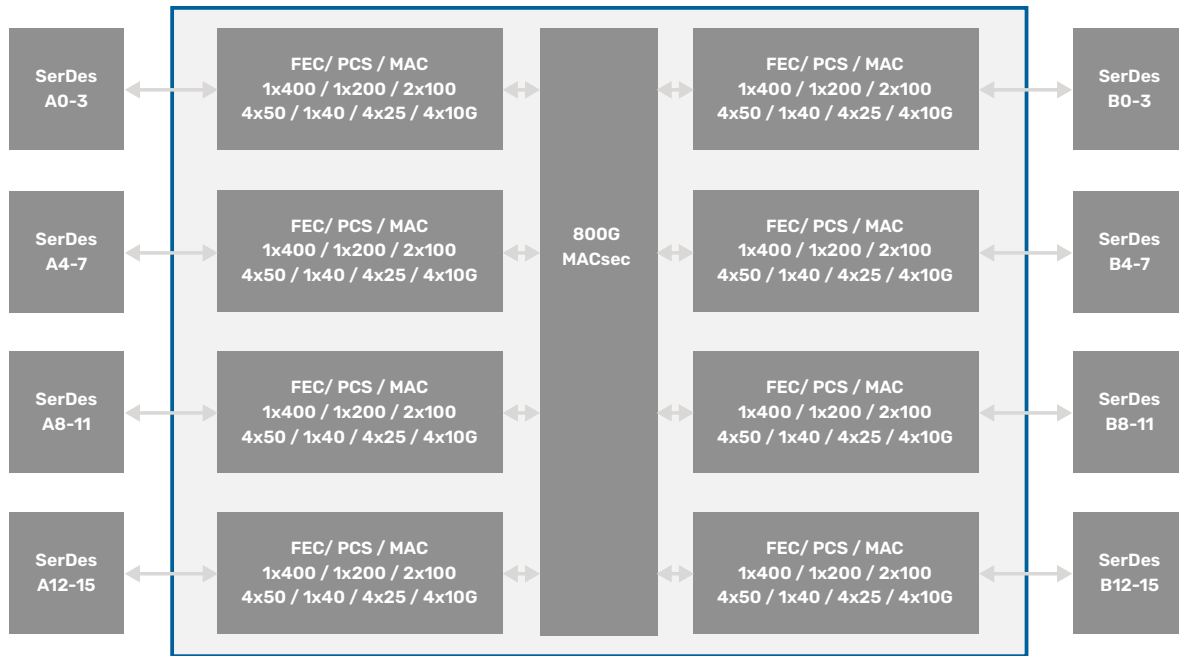 SerDes
A0-3
FEC/ PCS / MAC
1x400 / 1x200 / 2x100
4x50 / 1x40 / 4x25 / 4x10G
FEC/ PCS / MAC
1x400 / 1x200 / 2x100
4x50 / 1x40 / 4x25 / 4x10G
SerDes
B0-3
SerDes
A4-7
FEC/ PCS / MAC
1x400 / 1x200 / 2x100
4x50 / 1x40 / 4x25 / 4x10G
800G
MACsec
FEC/ PCS / MAC
1x400 / 1x200 / 2x100
4x50 / 1x40 / 4x25 / 4x10G
SerDes
B4-7
SerDes
A8-11
FEC/ PCS / MAC
1x400 / 1x200 / 2x100
4x50 / 1x40 / 4x25 / 4x10G
FEC/ PCS / MAC
1x400 / 1x200 / 2x100
4x50 / 1x40 / 4x25 / 4x10G
SerDes
B8-11
SerDes
A12-15
FEC/ PCS / MAC
1x400 / 1x200 / 2x100
4x50 / 1x40 / 4x25 / 4x10G
FEC/ PCS / MAC
1x400 / 1x200 / 2x100
4x50 / 1x40 / 4x25 / 4x10G
SerDes
B12-15